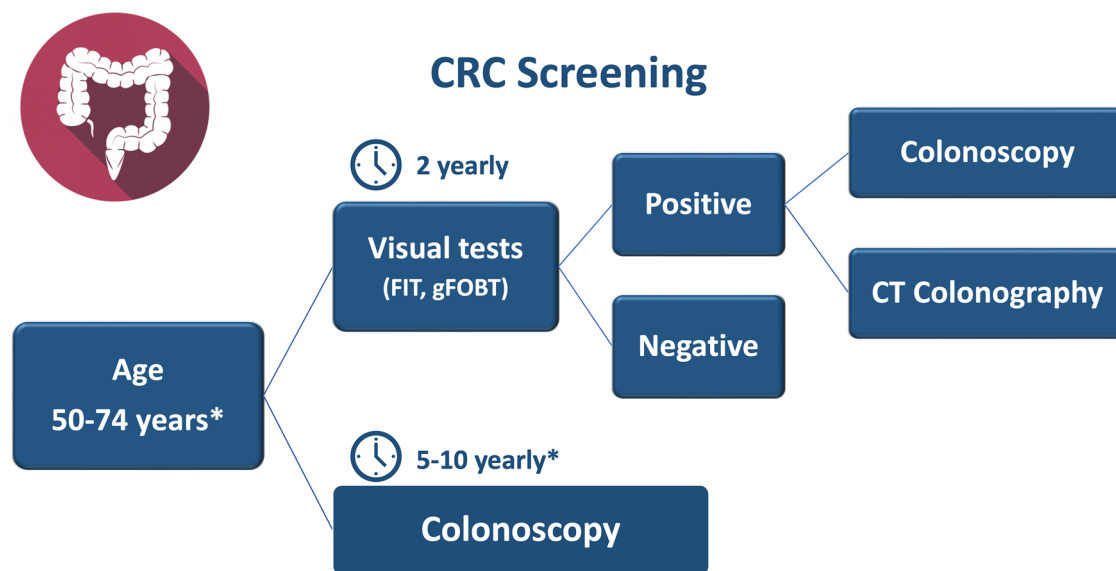 CRC Screening
2 yearly
Visual tests
(FIT, gFOBT)
Positive
Negative
Colonoscopy
CT Colonography
Age
50-74 years*
5-10 yearly*
Colonoscopy